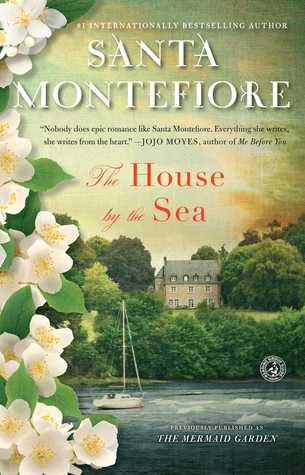 #1 INTERNATIONALLY BESTSELLING AUTHOR
SANTA
MONTEFIORE
"Nobody does epic romance like Santa Montefiore. Everything she writes,
she writes from the heart."—JOJO MOYES, author of Me Before You
The House
by the Sea
PREVIOUSLY PUBLISHED AS
THE MERMAID GARDEN